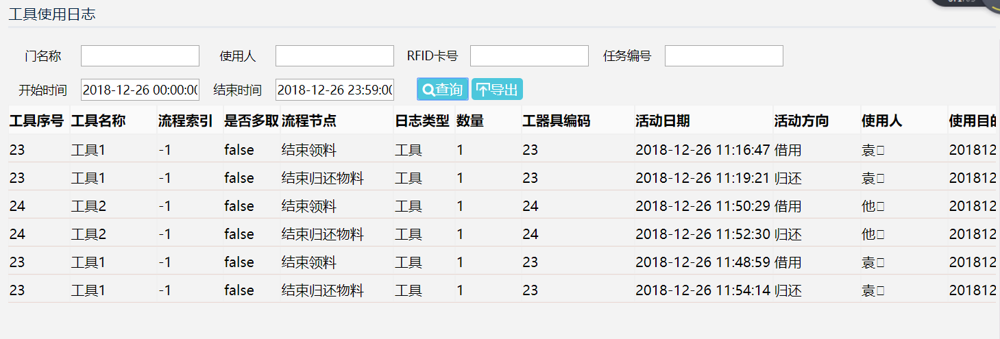 工具使用日志
门名称 使用人 RFID卡号 任务编号
开始时间 2018-12-26 00:00:00 结束时间 2018-12-26 23:59:00 查询 导出
工具序号 工具名称 流程索引 是否多取 流程节点 日志类型 数量 工器具编码 活动日期 活动方向 使用人 使用目的
23 工具1 -1 false 结束领料 工具 1 23 2018-12-26 11:16:47 借用 袁 201812
23 工具1 -1 false 结束归还物料 工具 1 23 2018-12-26 11:19:21 归还 袁 201812
24 工具2 -1 false 结束领料 工具 1 24 2018-12-26 11:50:29 借用 他 201812
24 工具2 -1 false 结束归还物料 工具 1 24 2018-12-26 11:52:30 归还 他 201812
23 工具1 -1 false 结束领料 工具 1 23 2018-12-26 11:48:59 借用 袁 201812
23 工具1 -1 false 结束归还物料 工具 1 23 2018-12-26 11:54:14 归还 袁 201812